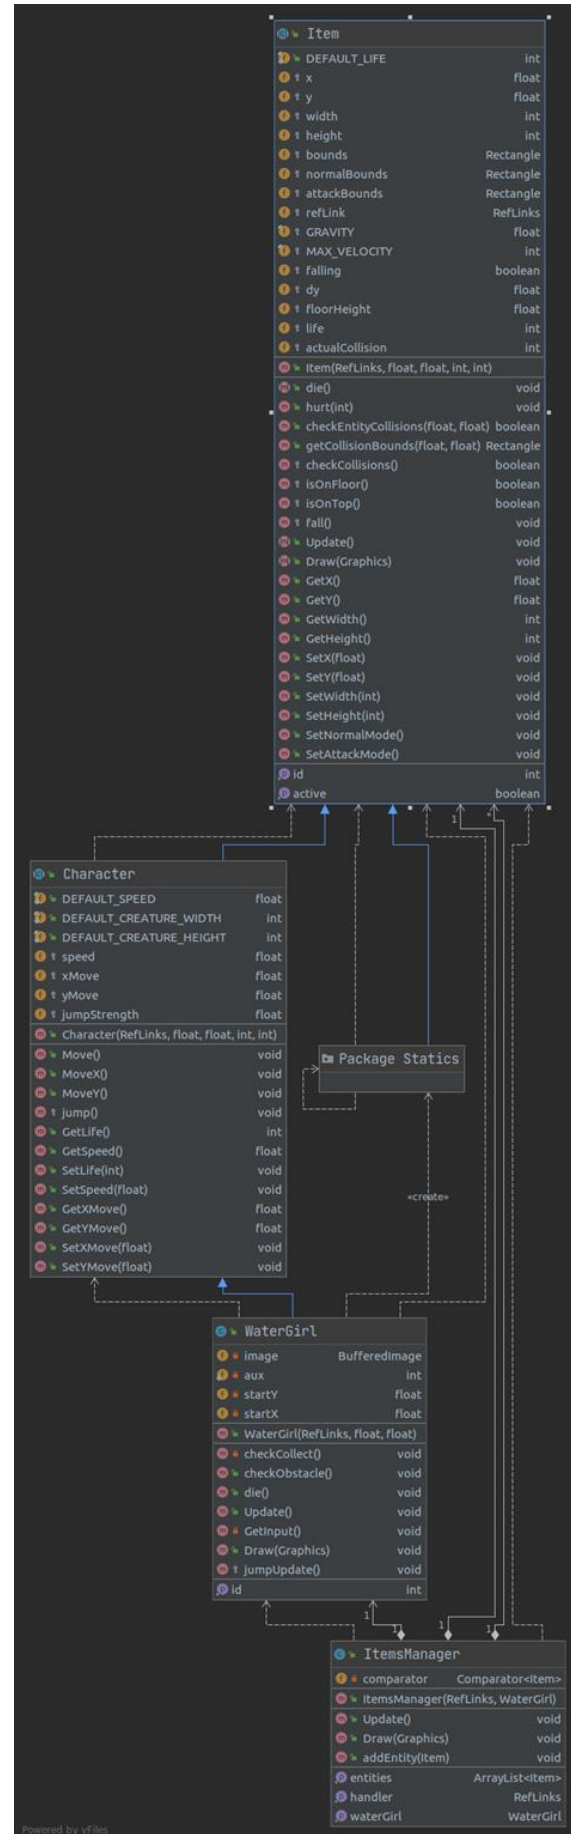 Item
DEFAULT_LIFE int
x float
y float
width int
height int
bounds Rectangle
normalBounds Rectangle
attackBounds Rectangle
refLink RefLinks
GRAVITY float
MAX_VELOCITY int
falling boolean
dy float
floorHeight float
life int
actualCollision int
Item(RefLinks, float, float, int, int)
die() void
hurt(int) void
checkEntityCollisions(float, float) boolean
getCollisionBounds(float, float) Rectangle
checkCollisions() boolean
isOnFloor() boolean
isOnTop() boolean
fall() void
Update() void
Draw(Graphics) void
GetX() float
GetY() float
GetWidth() int
GetHeight() int
SetX(float) void
SetY(float) void
SetWidth(int) void
SetHeight(int) void
SetNormalMode() void
SetAttackMode() void
id int
active boolean
1 *
Character
DEFAULT_SPEED float
DEFAULT_CREATURE_WIDTH int
DEFAULT_CREATURE_HEIGHT int
speed float
xMove float
yMove float
jumpStrength float
Character(RefLinks, float, float, int, int)
Move() void
MoveX() void
MoveY() void
jump() void
GetLife() int
GetSpeed() float
SetLife(int) void
SetSpeed(float) void
GetXMove() float
GetYMove() float
SetXMove(float) void
SetYMove(float) void
Package Statics
«create»
WaterGirl
image BufferedImage
aux int
startY float
startX float
WaterGirl(RefLinks, float, float)
checkCollect() void
checkObstacle() void
die() void
Update() void
GetInput() void
Draw(Graphics) void
jumpUpdate() void
id int
1 1 1 1
ItemsManager
comparator Comparator<Item>
ItemsManager(RefLinks, WaterGirl)
Update() void
Draw(Graphics) void
addEntity(Item) void
entities ArrayList<Item>
handler RefLinks
waterGirl WaterGirl
Powered by yFiles